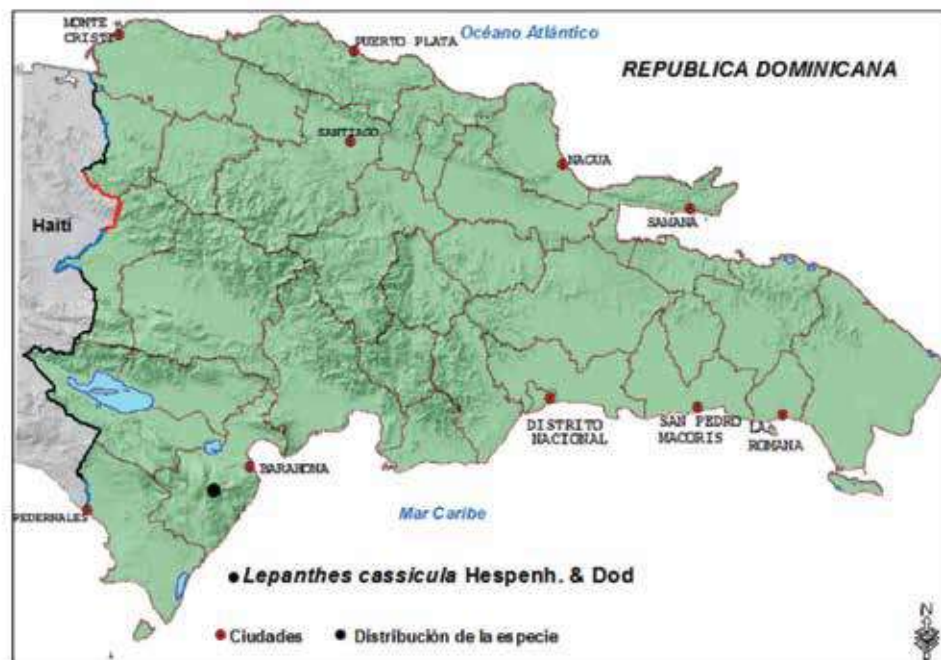 MONTE
CRISTI
PUERTO PLATA
Océano Atlántico
REPUBLICA DOMINICANA
SANTIAGO
NAGUA
SAMANA
Haití
DISTRITO
NACIONAL
SAN PEDRO
MACORIS
LA
ROMANA
BARAHONA
PEDERNALES
Mar Caribe
Lepanthes cassicula Hespenh. & Dod
Ciudades
Distribución de la especie
N